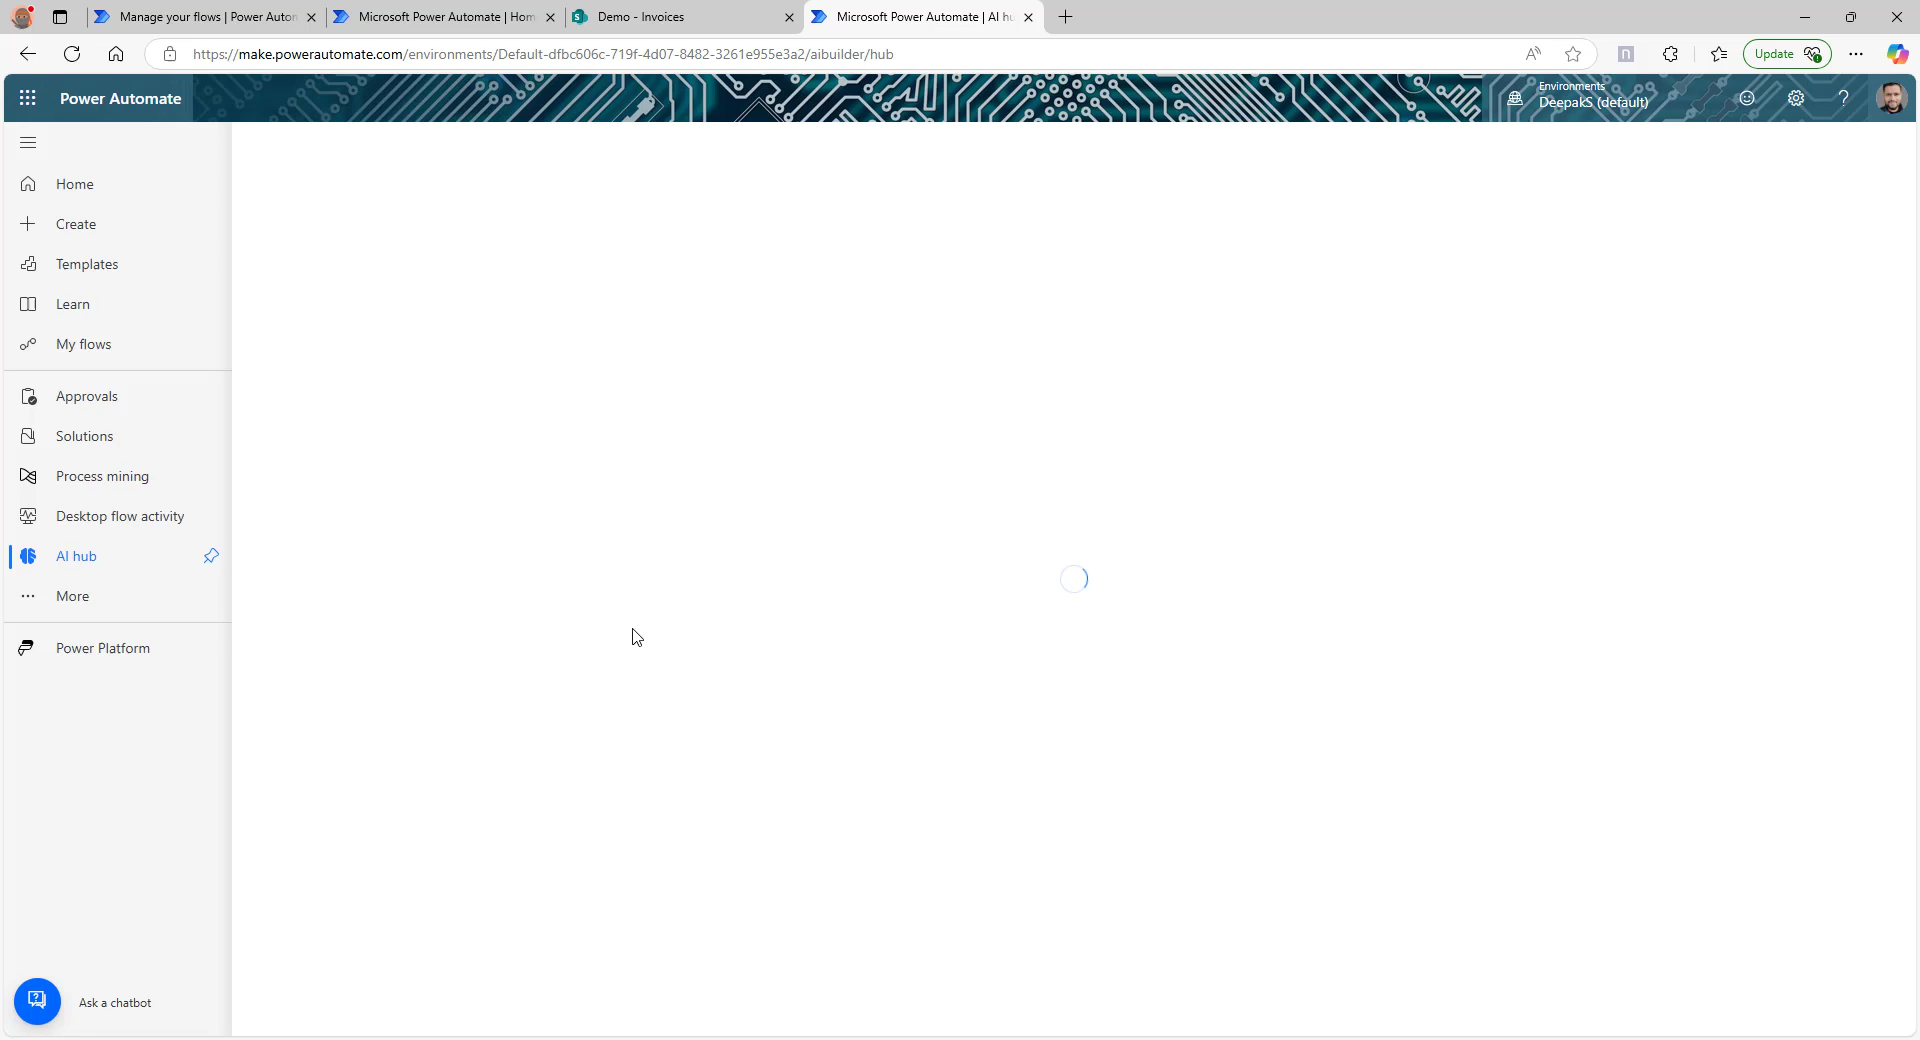 Manage your flows | Power Autom
Microsoft Power Automate | Hom
Demo - Invoices
Microsoft Power Automate | AI hu
https://make.powerautomate.com/environments/Default-dfbc606c-719f-4d07-8482-3261e955e3a2/aibuilder/hub
Update
Power Automate
Environments
DeepakS (default)
Home
Create
Templates
Learn
My flows
Approvals
Solutions
Process mining
Desktop flow activity
AI hub
More
Power Platform
Ask a chatbot